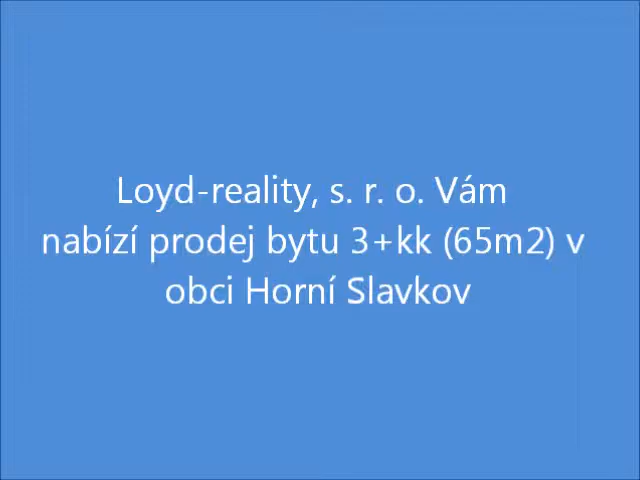 Loyd-reality, s. r. o. Vám
nabízí prodej bytu 3+kk (65m2) v
obci Horní Slavkov